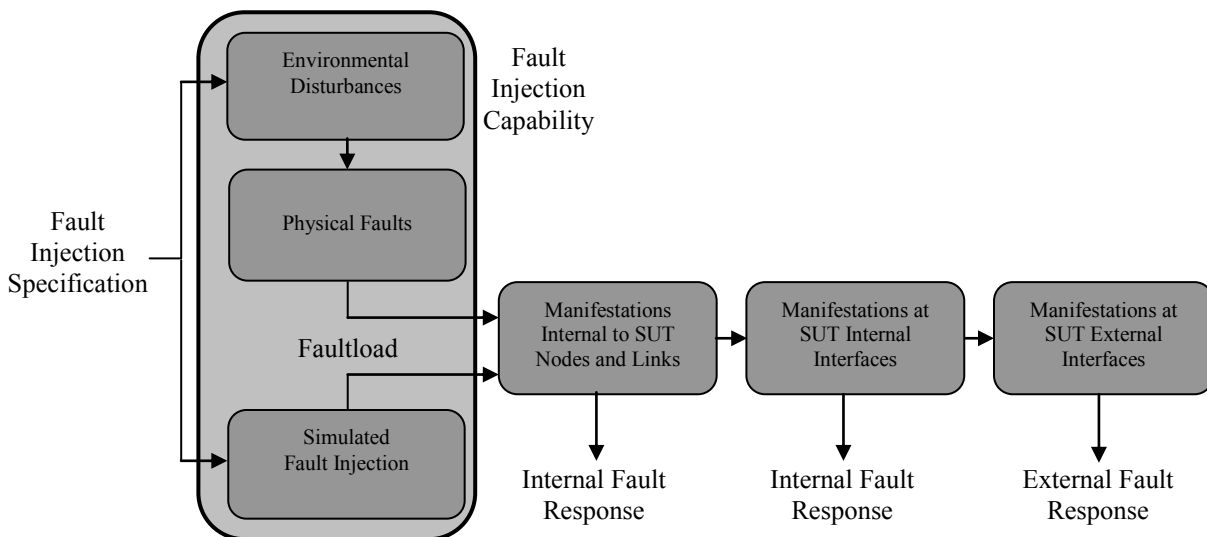 Environmental
Disturbances
Fault
Injection
Capability
Physical Faults
Fault
Injection
Specification
Faultload
Simulated
Fault Injection
Manifestations
Internal to SUT
Nodes and Links
Manifestations at
SUT Internal
Interfaces
Manifestations at
SUT External
Interfaces
Internal Fault
Response
Internal Fault
Response
External Fault
Response